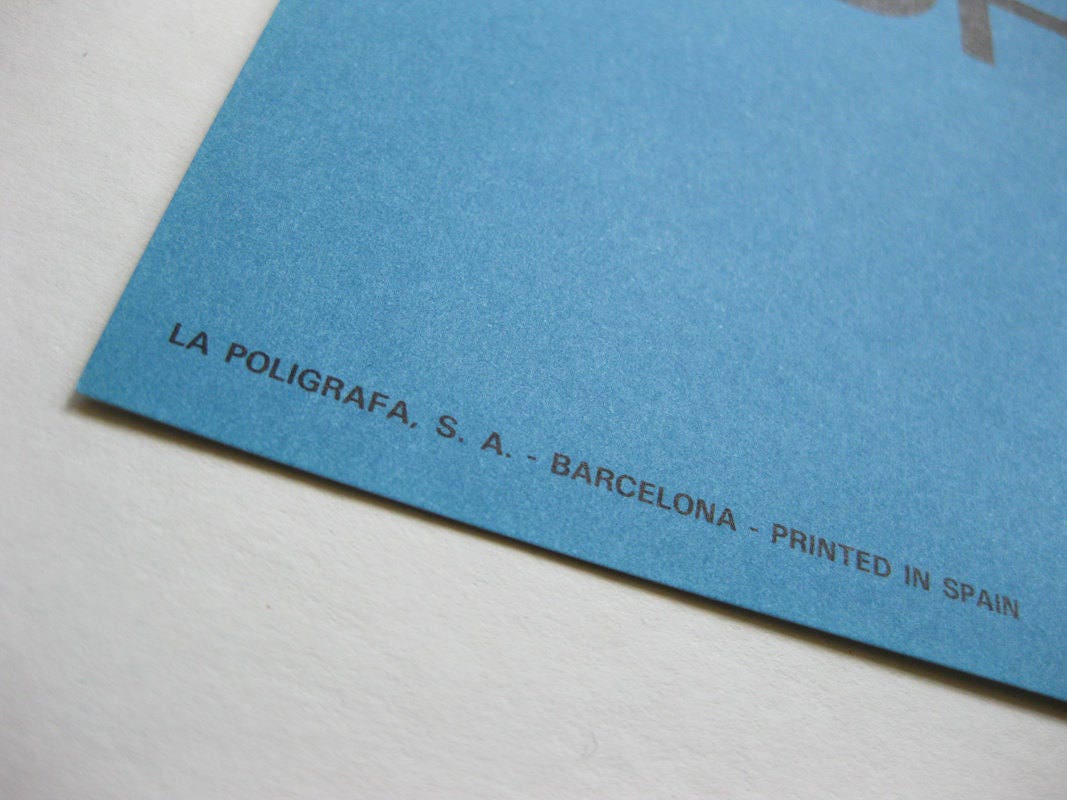 LA POLIGRAFA, S. A. - BARCELONA - PRINTED IN SPAIN